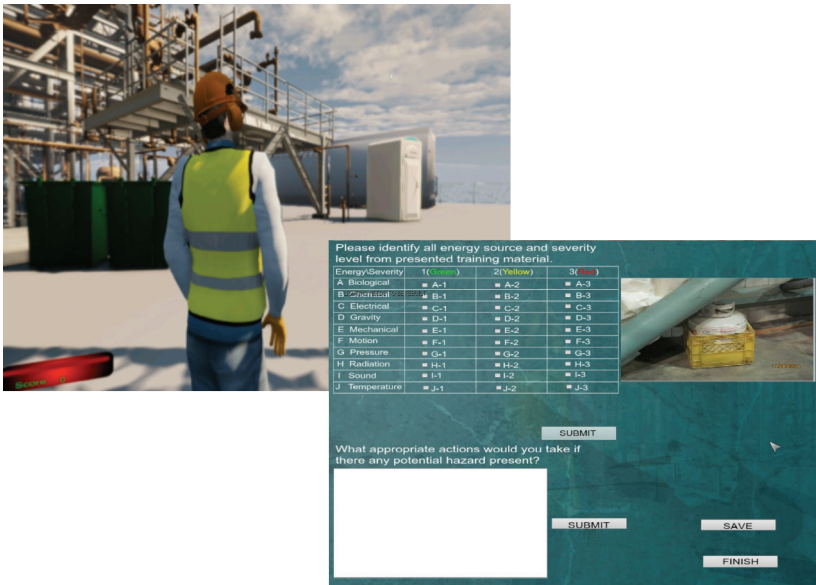 Score 0
Please identify all energy source and severity
level from presented training material.
Energy\Severity 1(Green) 2(Yellow) 3(Red)
A Biological A-1 A-2 A-3
B Chemical B-1 B-2 B-3
C Electrical C-1 C-2 C-3
D Gravity D-1 D-2 D-3
E Mechanical E-1 E-2 E-3
F Motion F-1 F-2 F-3
G Pressure G-1 G-2 G-3
H Radiation H-1 H-2 H-3
I Sound I-1 I-2 I-3
J Temperature J-1 J-2 J-3
SUBMIT
What appropriate actions would you take if
there any potential hazard present?
SUBMIT
SAVE
FINISH